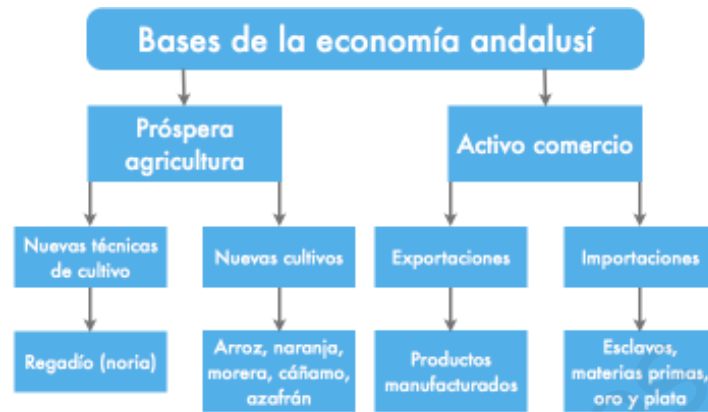 Bases de la economía andalusí
Próspera
agricultura
Activo comercio
Nuevas técnicas
de cultivo
Nuevas cultivos
Exportaciones
Importaciones
Regadío (noria)
Arroz, naranja,
morera, cáñamo,
azafrán
Productos
manufacturados
Esclavos,
materias primas,
oro y plata